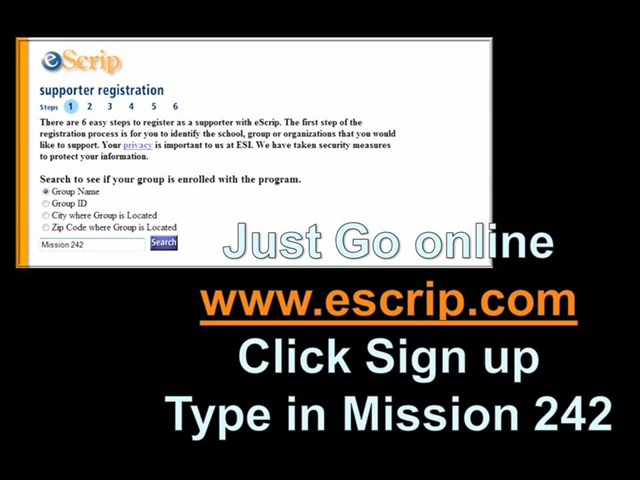 eScrip
supporter registration
Steps 1 2 3 4 5 6
There are 6 easy steps to register as a supporter with eScrip. The first step of the
registration process is for you to identify the school, group or organizations that you would
like to support. Your privacy is important to us at ESI. We have taken security measures
to protect your information.
Search to see if your group is enrolled with the program.
Group Name
Group ID
City where Group is Located
Zip Code where Group is Located
Mission 242 Search
Just Go online
www.escrip.com
Click Sign up
Type in Mission 242